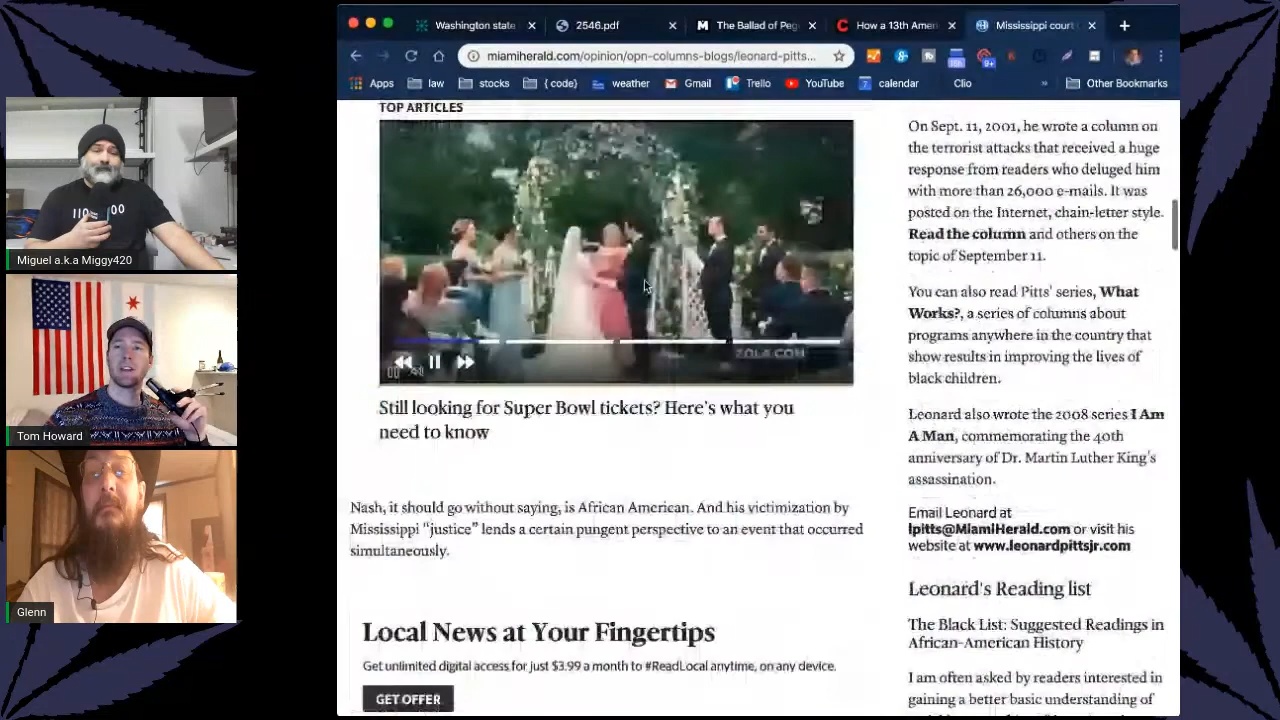 Washington state
2546.pdf
The Ballad of Peg
How a 13th Amen
Mississippi court
miamiherald.com/opinion/opn-columns-blogs/leonard-pitts...
Apps
law
stocks
{ code}
weather
Gmail
Trello
YouTube
calendar
Clio
Other Bookmarks
TOP ARTICLES
ZOLA.COM
Still looking for Super Bowl tickets? Here's what you
need to know
Nash, it should go without saying, is African American. And his victimization by
Mississippi “justice” lends a certain pungent perspective to an event that occurred
simultaneously.
Local News at Your Fingertips
Get unlimited digital access for just $3.99 a month to #ReadLocal anytime, on any device.
GET OFFER
On Sept. 11, 2001, he wrote a column on
the terrorist attacks that received a huge
response from readers who deluged him
with more than 26,000 e-mails. It was
posted on the Internet, chain-letter style.
Read the column and others on the
topic of September 11.
You can also read Pitts' series, What
Works?, a series of columns about
programs anywhere in the country that
show results in improving the lives of
black children.
Leonard also wrote the 2008 series I Am
A Man, commemorating the 40th
anniversary of Dr. Martin Luther King's
assassination.
Email Leonard at
lpitts@MiamiHerald.com or visit his
website at www.leonardpittsjr.com
Leonard's Reading list
The Black List: Suggested Readings in
African-American History
I am often asked by readers interested in
gaining a better basic understanding of
Miguel a.k.a Miggy420
Tom Howard
Glenn